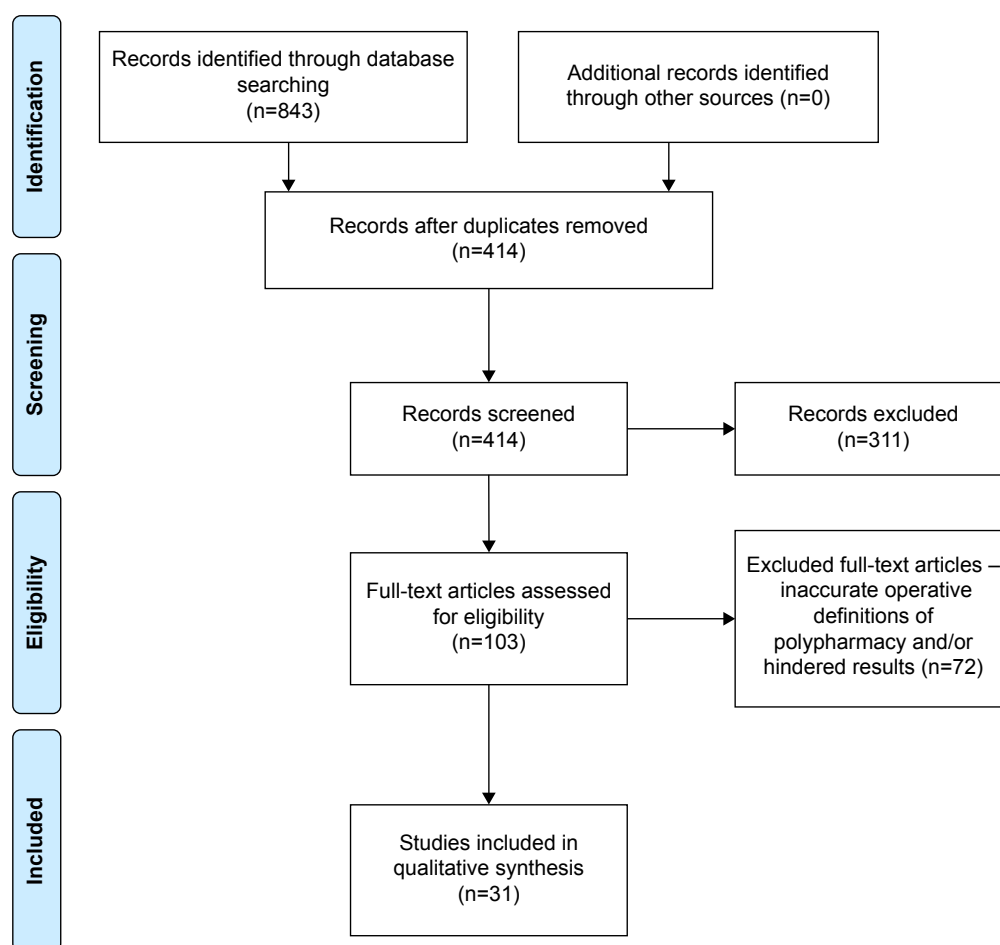 Identification
Records identified through database
searching
(n=843)
Additional records identified
through other sources (n=0)
Records after duplicates removed
(n=414)
Screening
Records screened
(n=414)
Records excluded
(n=311)
Eligibility
Full-text articles assessed
for eligibility
(n=103)
Excluded full-text articles –
inaccurate operative
definitions of
polypharmacy and/or
hindered results (n=72)
Included
Studies included in
qualitative synthesis
(n=31)